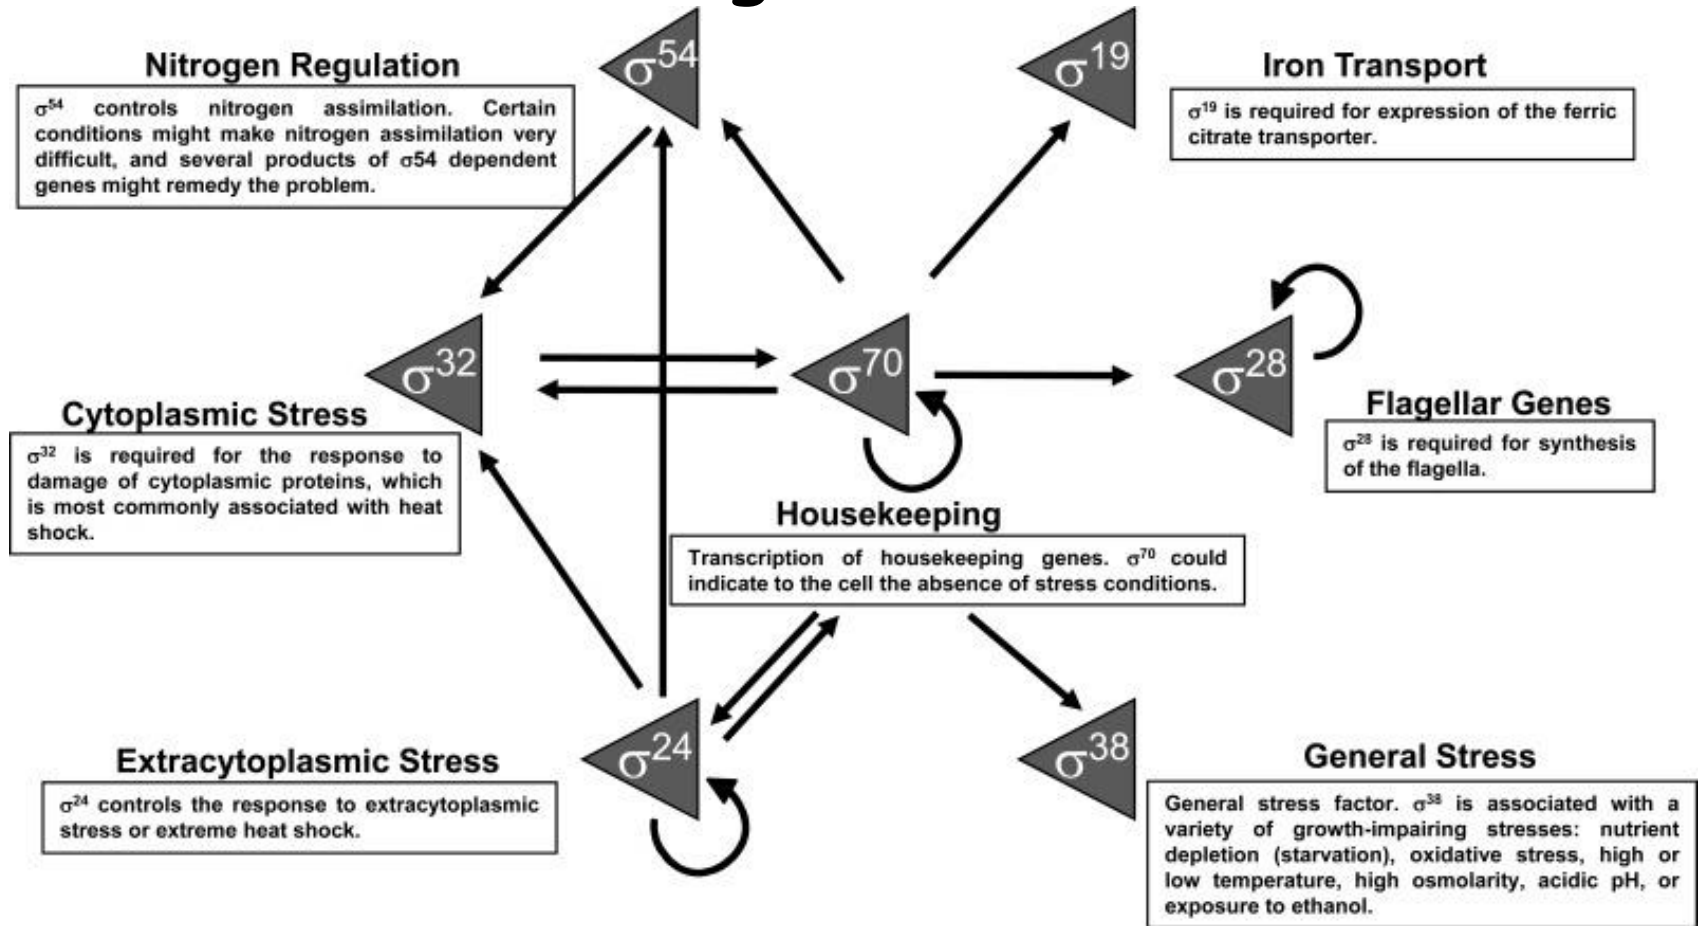 g
σ⁵⁴
σ¹⁹
Nitrogen Regulation
σ⁵⁴ controls nitrogen assimilation. Certain
conditions might make nitrogen assimilation very
difficult, and several products of σ54 dependent
genes might remedy the problem.
Iron Transport
σ¹⁹ is required for expression of the ferric
citrate transporter.
σ³²
σ⁷⁰
σ²⁸
Cytoplasmic Stress
σ³² is required for the response to
damage of cytoplasmic proteins, which
is most commonly associated with heat
shock.
Flagellar Genes
σ²⁸ is required for synthesis
of the flagella.
Housekeeping
Transcription of housekeeping genes. σ⁷⁰ could
indicate to the cell the absence of stress conditions.
σ²⁴
σ³⁸
Extracytoplasmic Stress
σ²⁴ controls the response to extracytoplasmic
stress or extreme heat shock.
General Stress
General stress factor. σ³⁸ is associated with a
variety of growth-impairing stresses: nutrient
depletion (starvation), oxidative stress, high or
low temperature, high osmolarity, acidic pH, or
exposure to ethanol.